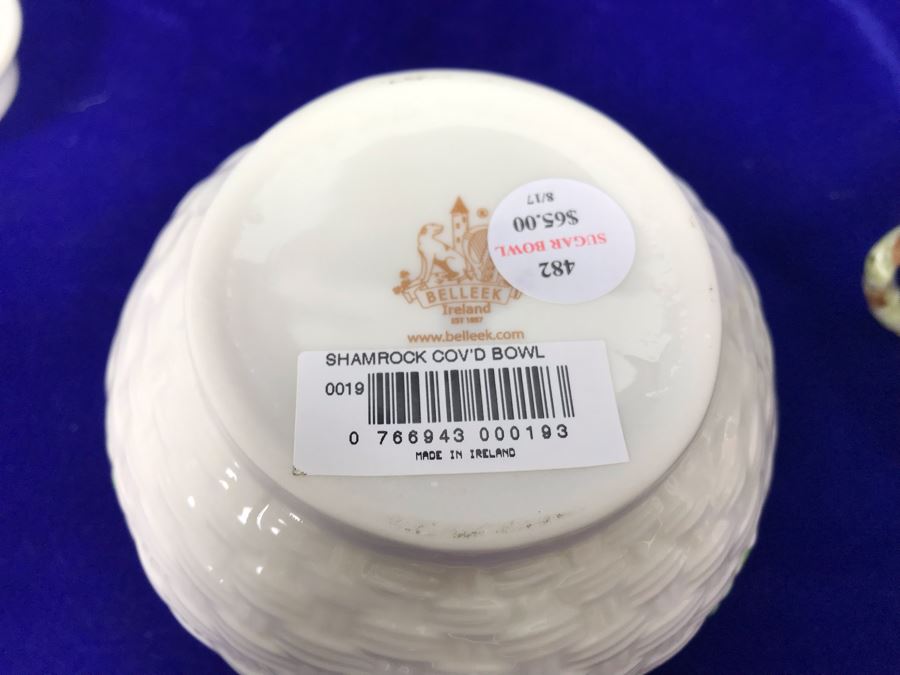 ®
BELLEEK
Ireland
EST 1857
www.belleek.com
482
SUGAR BOWL
$65.00
8/17
SHAMROCK COV'D BOWL
0019
0 766943 000193
MADE IN IRELAND